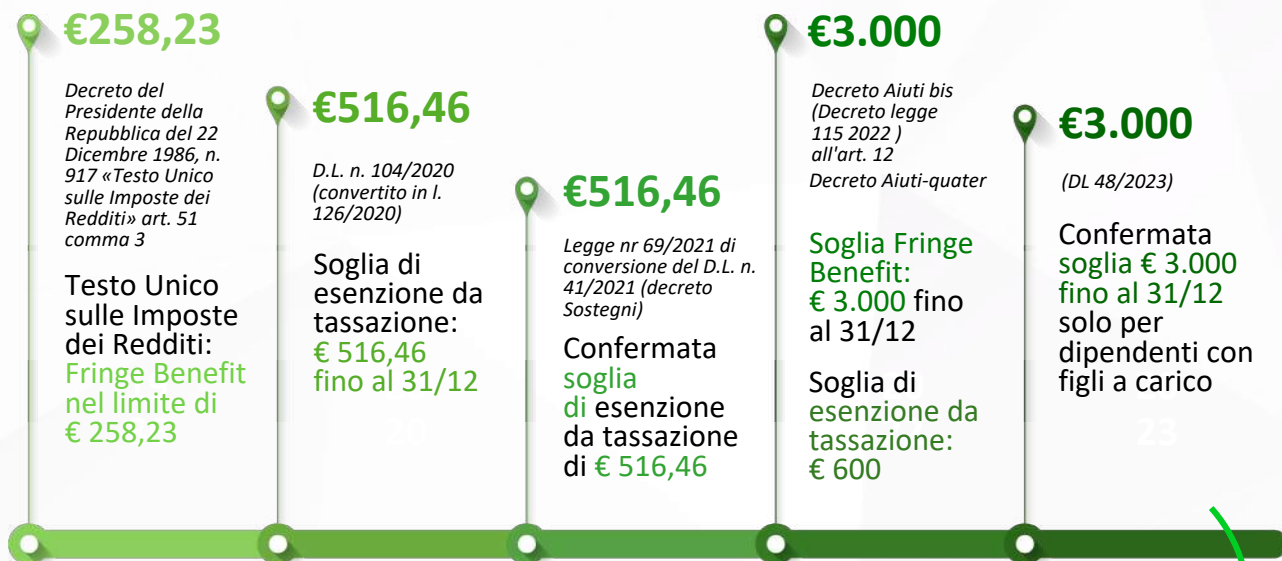 €258,23
Decreto del
Presidente della
Repubblica del 22
Dicembre 1986, n.
917 «Testo Unico
sulle Imposte dei
Redditi» art. 51
comma 3
Testo Unico
sulle Imposte
dei Redditi:
Fringe Benefit
nel limite di
€ 258,23
€516,46
D.L. n. 104/2020
(convertito in l.
126/2020)
Soglia di
esenzione da
tassazione:
€ 516,46
fino al 31/12
20
€516,46
Legge nr 69/2021 di
conversione del D.L. n.
41/2021 (decreto
Sostegni)
Confermata
soglia
di esenzione
da tassazione
di € 516,46
€3.000
Decreto Aiuti bis
(Decreto legge
115 2022 )
all'art. 12
Decreto Aiuti-quater
Soglia Fringe
Benefit:
€ 3.000 fino
al 31/12
Soglia di
esenzione da
tassazione:
€ 600
€3.000
(DL 48/2023)
Confermata
soglia € 3.000
fino al 31/12
solo per
dipendenti con
figli a carico
23